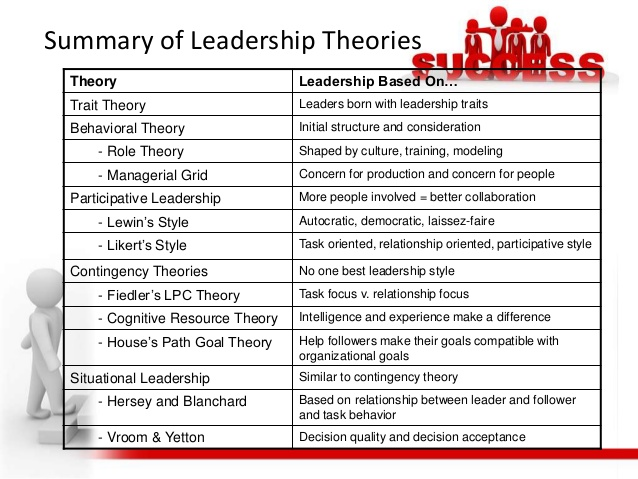 Summary of Leadership Theories
SUCCESS
Theory Leadership Based On…
Trait Theory Leaders born with leadership traits
Behavioral Theory Initial structure and consideration
- Role Theory Shaped by culture, training, modeling
- Managerial Grid Concern for production and concern for people
Participative Leadership More people involved = better collaboration
- Lewin’s Style Autocratic, democratic, laissez-faire
- Likert’s Style Task oriented, relationship oriented, participative style
Contingency Theories No one best leadership style
- Fiedler’s LPC Theory Task focus v. relationship focus
- Cognitive Resource Theory Intelligence and experience make a difference
- House’s Path Goal Theory Help followers make their goals compatible with
organizational goals
Situational Leadership Similar to contingency theory
- Hersey and Blanchard Based on relationship between leader and follower
and task behavior
- Vroom & Yetton Decision quality and decision acceptance